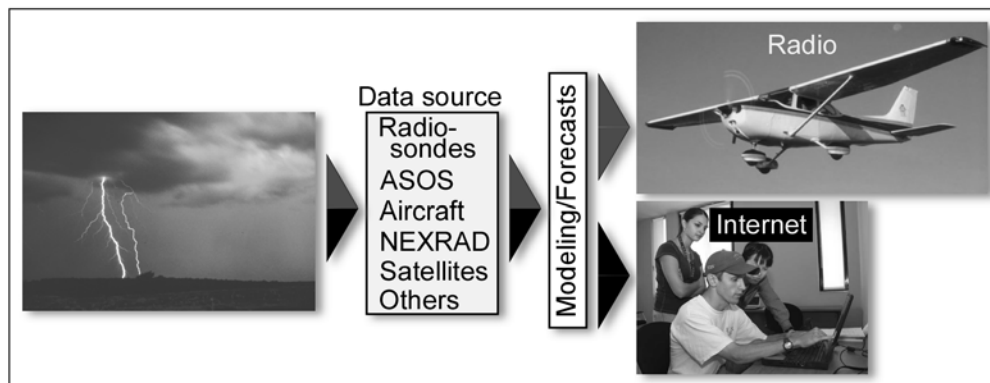 Data source
Radio-
sondes
ASOS
Aircraft
NEXRAD
Satellites
Others
Modeling/Forecasts
Radio
Internet